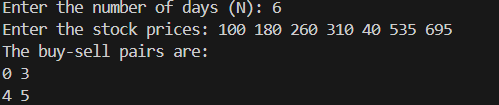 Enter the number of days (N): 6
Enter the stock prices: 100 180 260 310 40 535 695
The buy-sell pairs are:
0 3
4 5